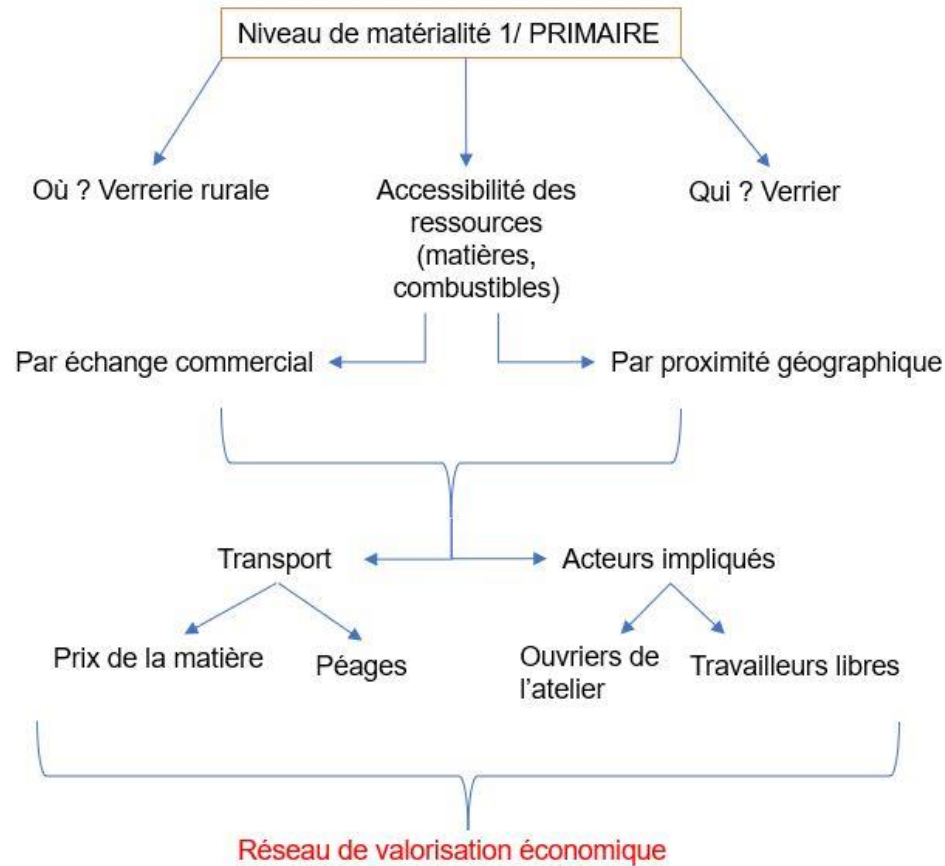 Niveau de matérialité 1/ PRIMAIRE
Où ? Verrerie rurale
Accessibilité des
ressources
(matières,
combustibles)
Qui ? Verrier
Par échange commercial
Par proximité géographique
Transport
Acteurs impliqués
Prix de la matière
Péages
Ouvriers de
l'atelier
Travailleurs libres
Réseau de valorisation économique